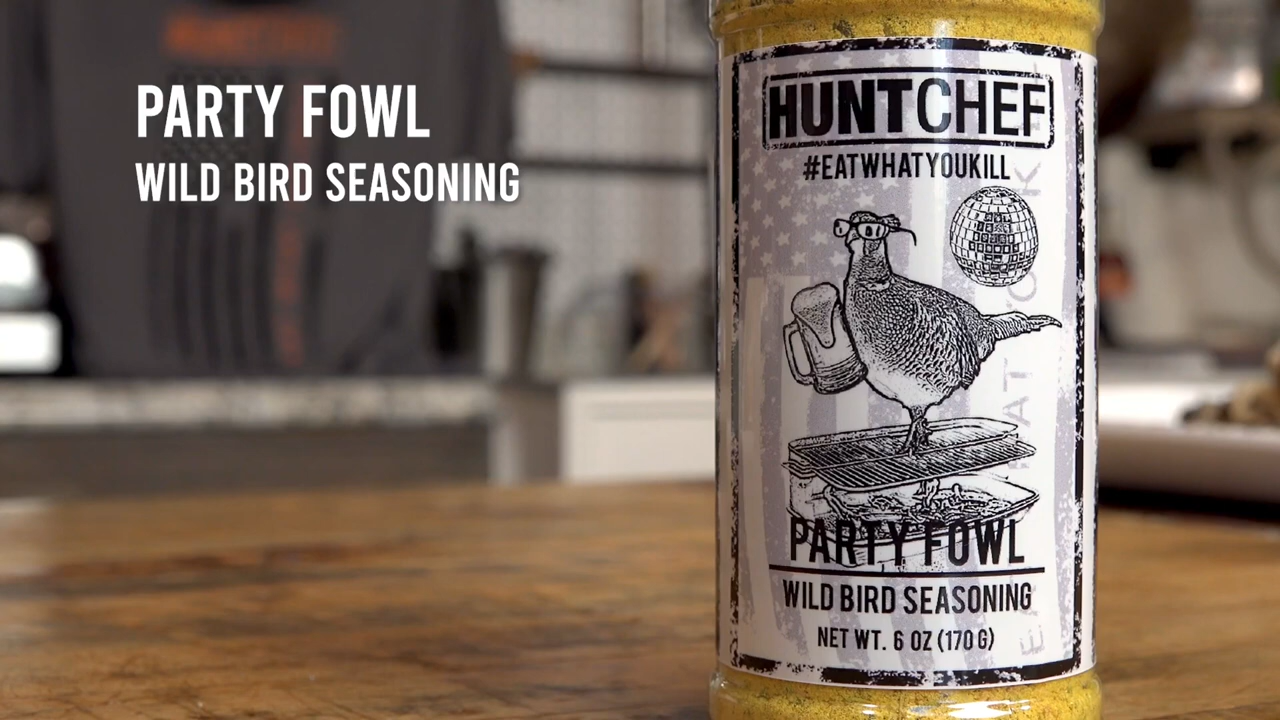 PARTY FOWL
WILD BIRD SEASONING
HUNTCHEF
#EATWHATYOUKILL
PARTY FOWL
WILD BIRD SEASONING
NET WT. 6 OZ (170 G)